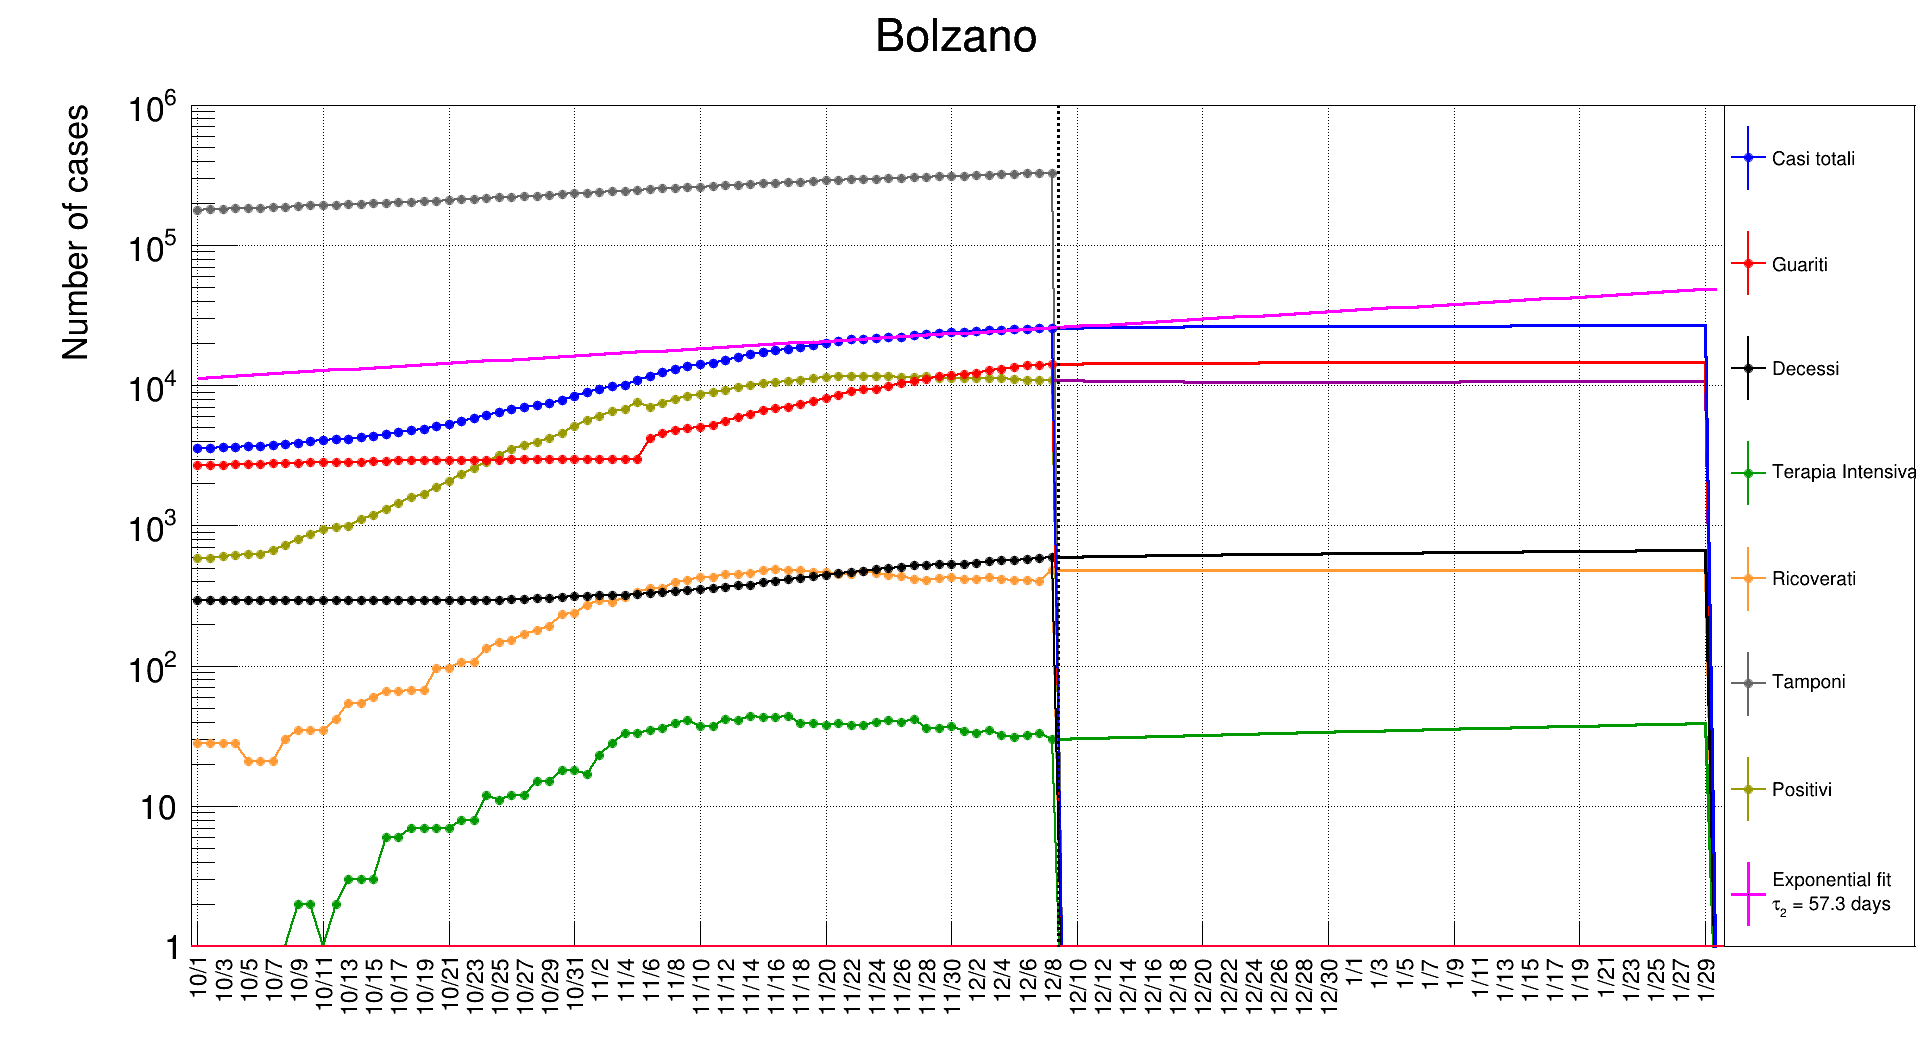 Bolzano
Number of cases
10^6
10^5
10^4
10^3
10^2
10
1
10/1 10/3 10/5 10/7 10/9 10/11 10/13 10/15 10/17 10/19 10/21 10/23 10/25 10/27 10/29 10/31 11/2 11/4 11/6 11/8 11/10 11/12 11/14 11/16 11/18 11/20 11/22 11/24 11/26 11/28 11/30 12/2 12/4 12/6 12/8 12/10 12/12 12/14 12/16 12/18 12/20 12/22 12/24 12/26 12/28 12/30 1/1 1/3 1/5 1/7 1/9 1/11 1/13 1/15 1/17 1/19 1/21 1/23 1/25 1/27 1/29
Casi totali
Guariti
Decessi
Terapia Intensiva
Ricoverati
Tamponi
Positivi
Exponential fit
τ₂ = 57.3 days